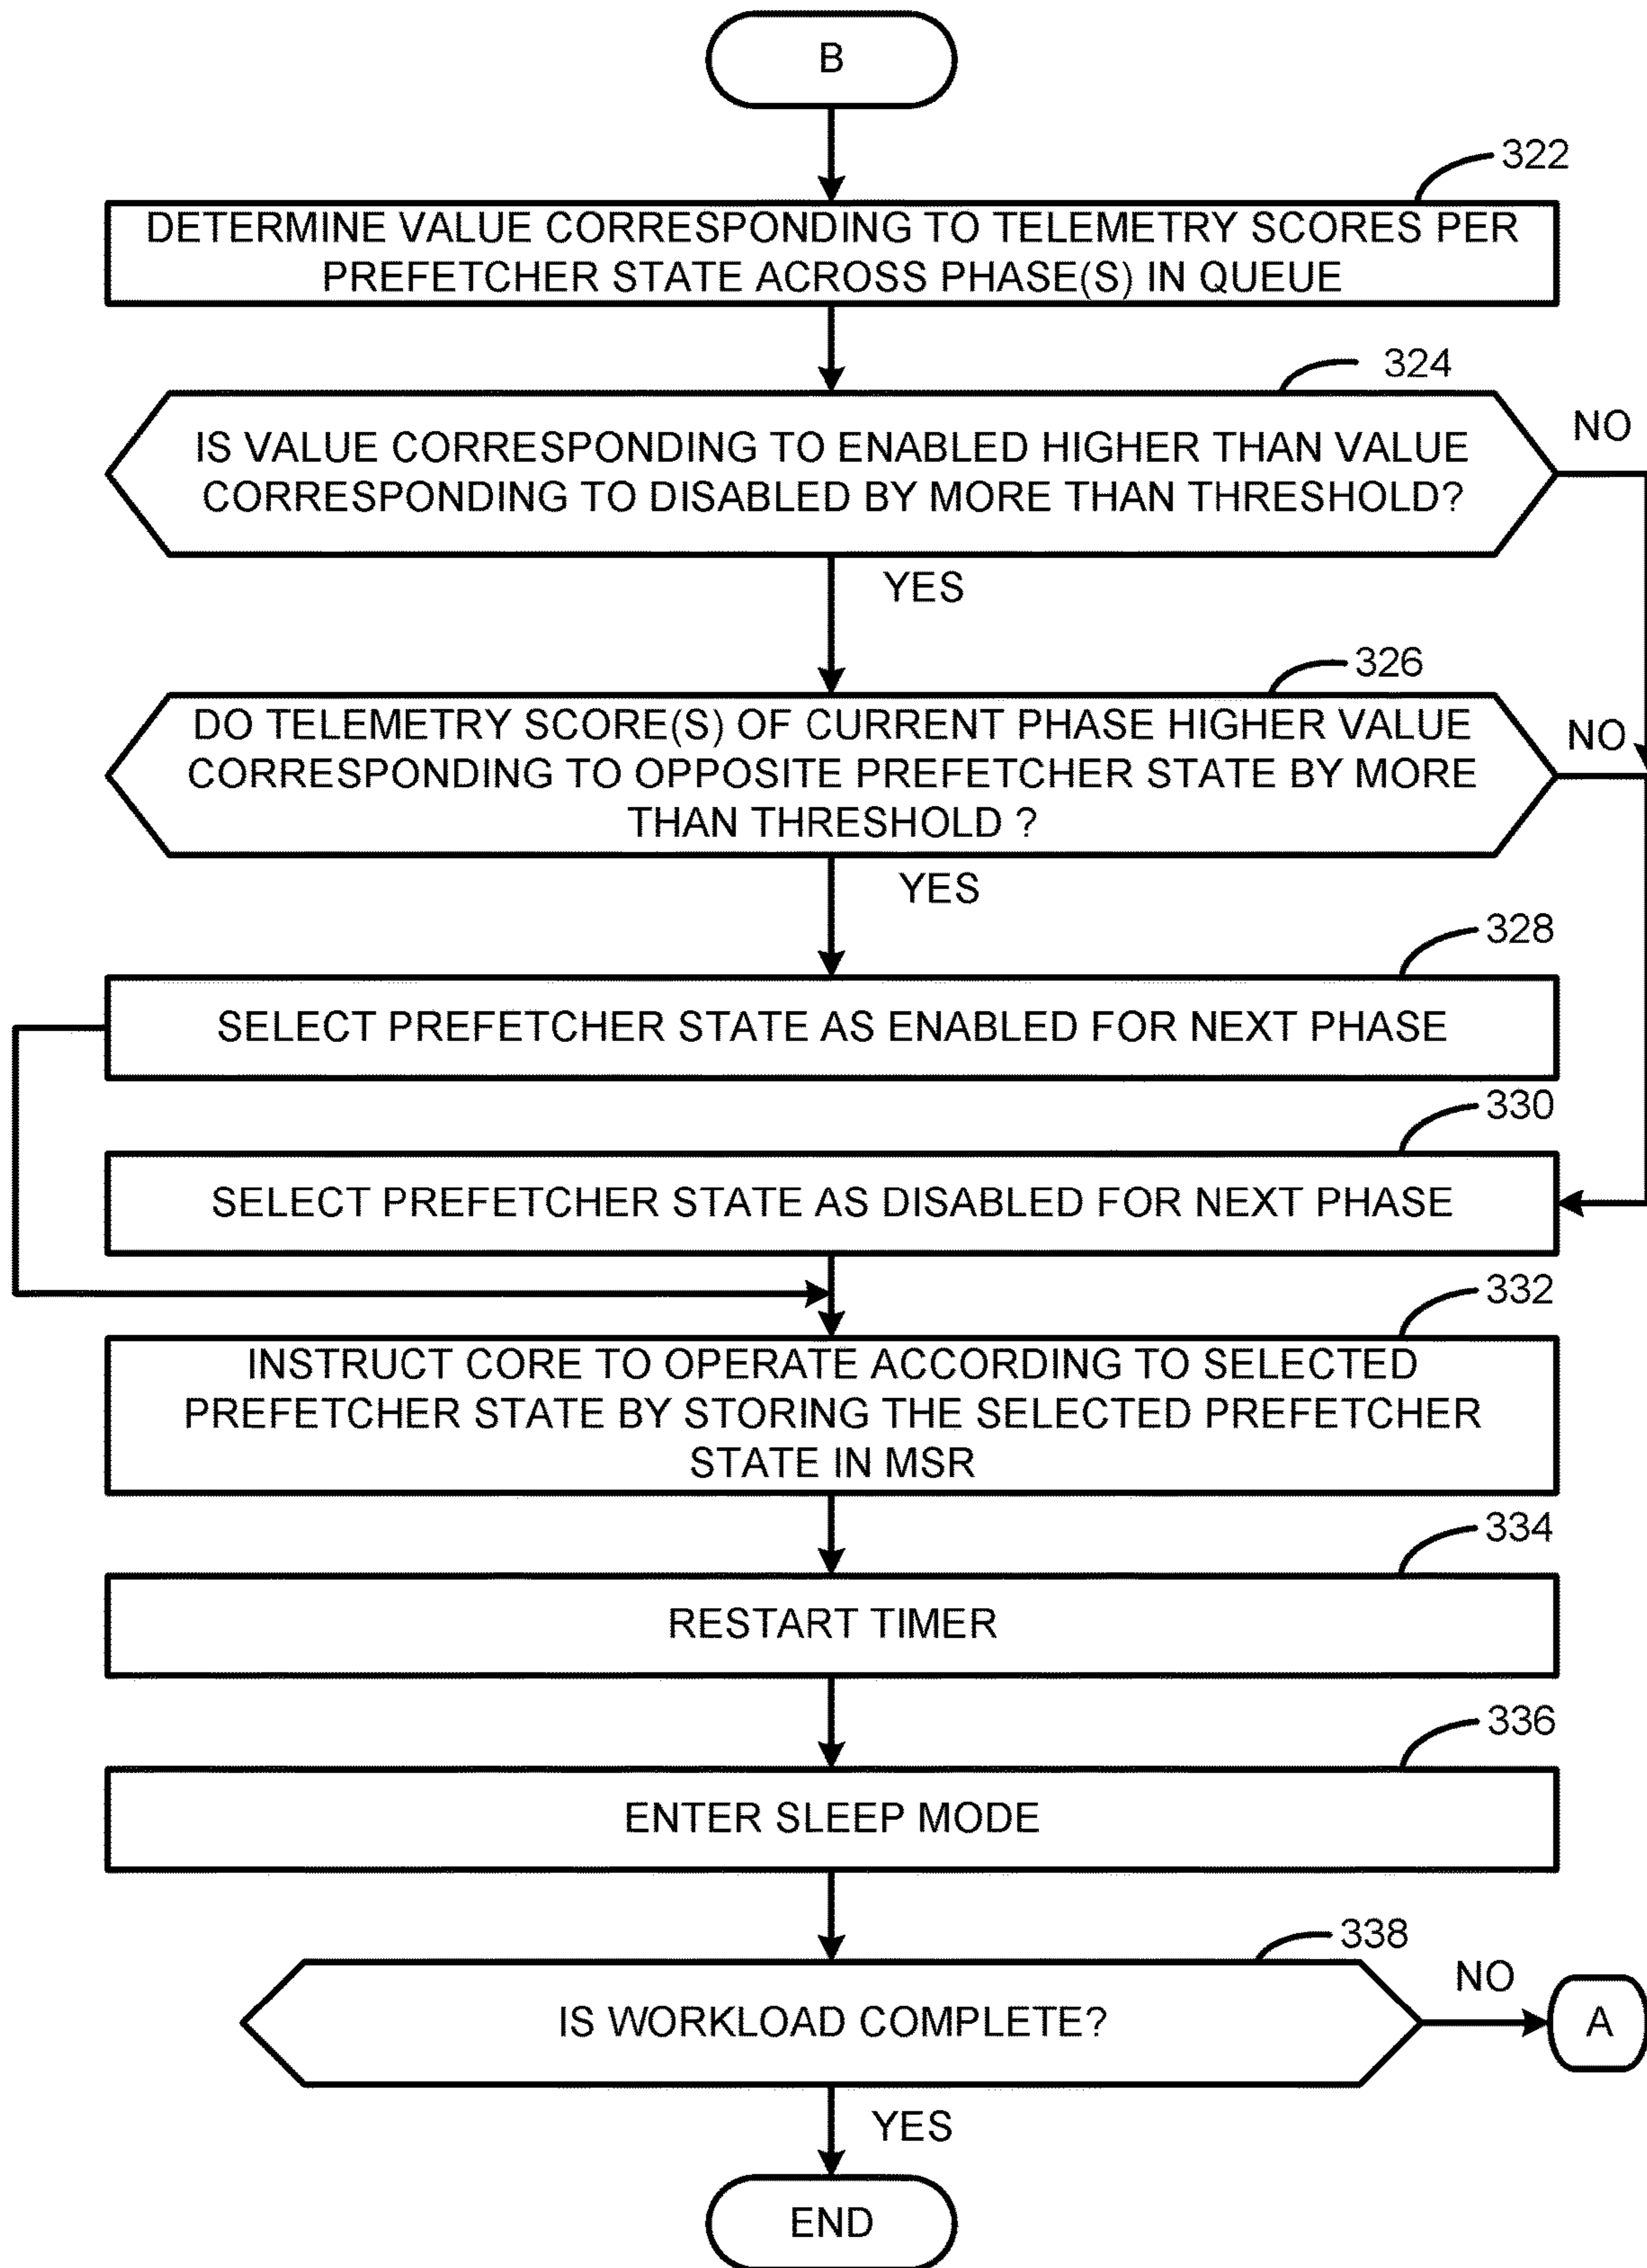 B
322
DETERMINE VALUE CORRESPONDING TO TELEMETRY SCORES PER
PREFETCHER STATE ACROSS PHASE(S) IN QUEUE
324
IS VALUE CORRESPONDING TO ENABLED HIGHER THAN VALUE
CORRESPONDING TO DISABLED BY MORE THAN THRESHOLD?
NO
YES
326
DO TELEMETRY SCORE(S) OF CURRENT PHASE HIGHER VALUE
CORRESPONDING TO OPPOSITE PREFETCHER STATE BY MORE
THAN THRESHOLD ?
NO
YES
328
SELECT PREFETCHER STATE AS ENABLED FOR NEXT PHASE
330
SELECT PREFETCHER STATE AS DISABLED FOR NEXT PHASE
332
INSTRUCT CORE TO OPERATE ACCORDING TO SELECTED
PREFETCHER STATE BY STORING THE SELECTED PREFETCHER
STATE IN MSR
334
RESTART TIMER
336
ENTER SLEEP MODE
338
IS WORKLOAD COMPLETE?
NO
A
YES
END